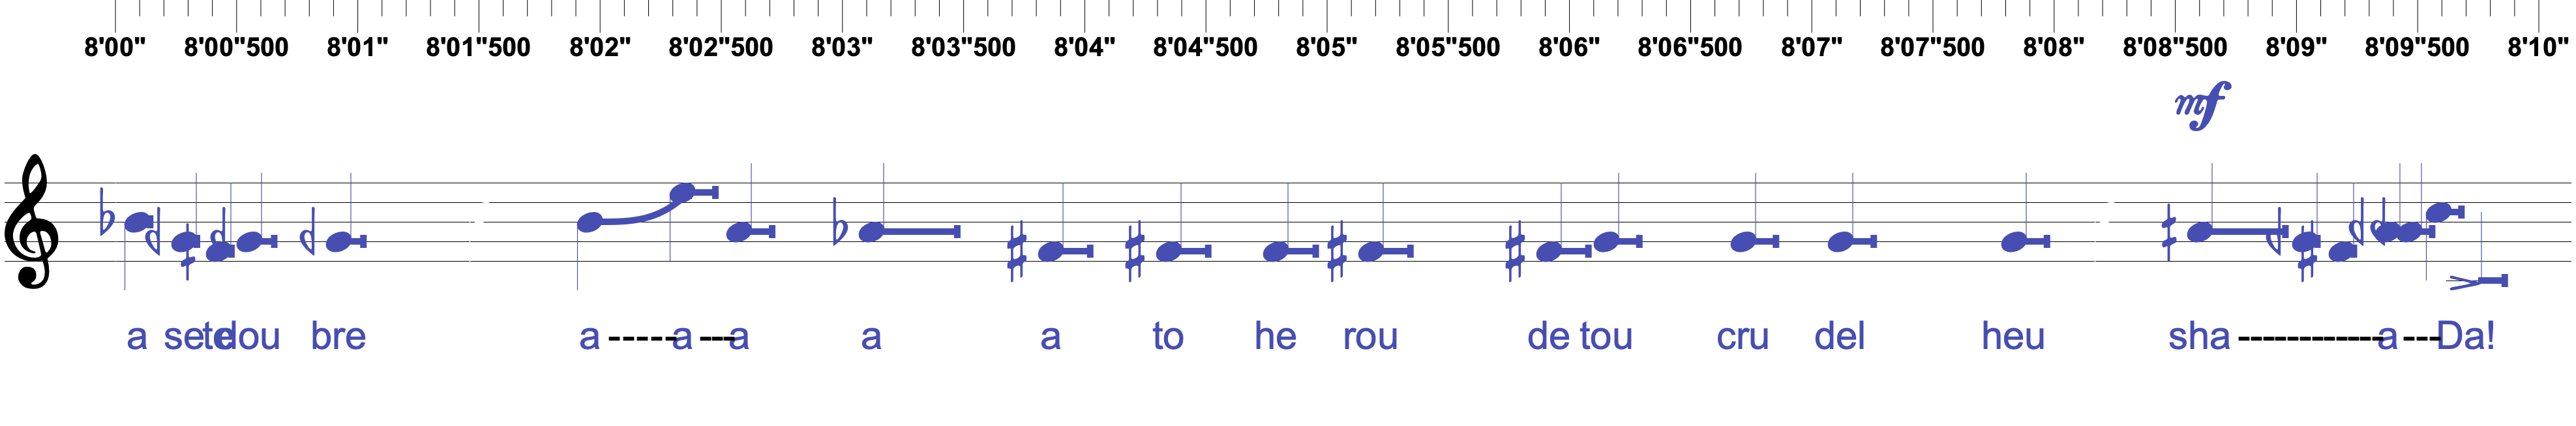 8'00" 8'00"500 8'01" 8'01"500 8'02" 8'02"500 8'03" 8'03"500 8'04" 8'04"500 8'05" 8'05"500 8'06" 8'06"500 8'07" 8'07"500 8'08" 8'08"500 8'09" 8'09"500 8'10"
mf
a se te dou bre a -----a ---a a a to he rou de tou cru del heu sha ------------a ---Da!